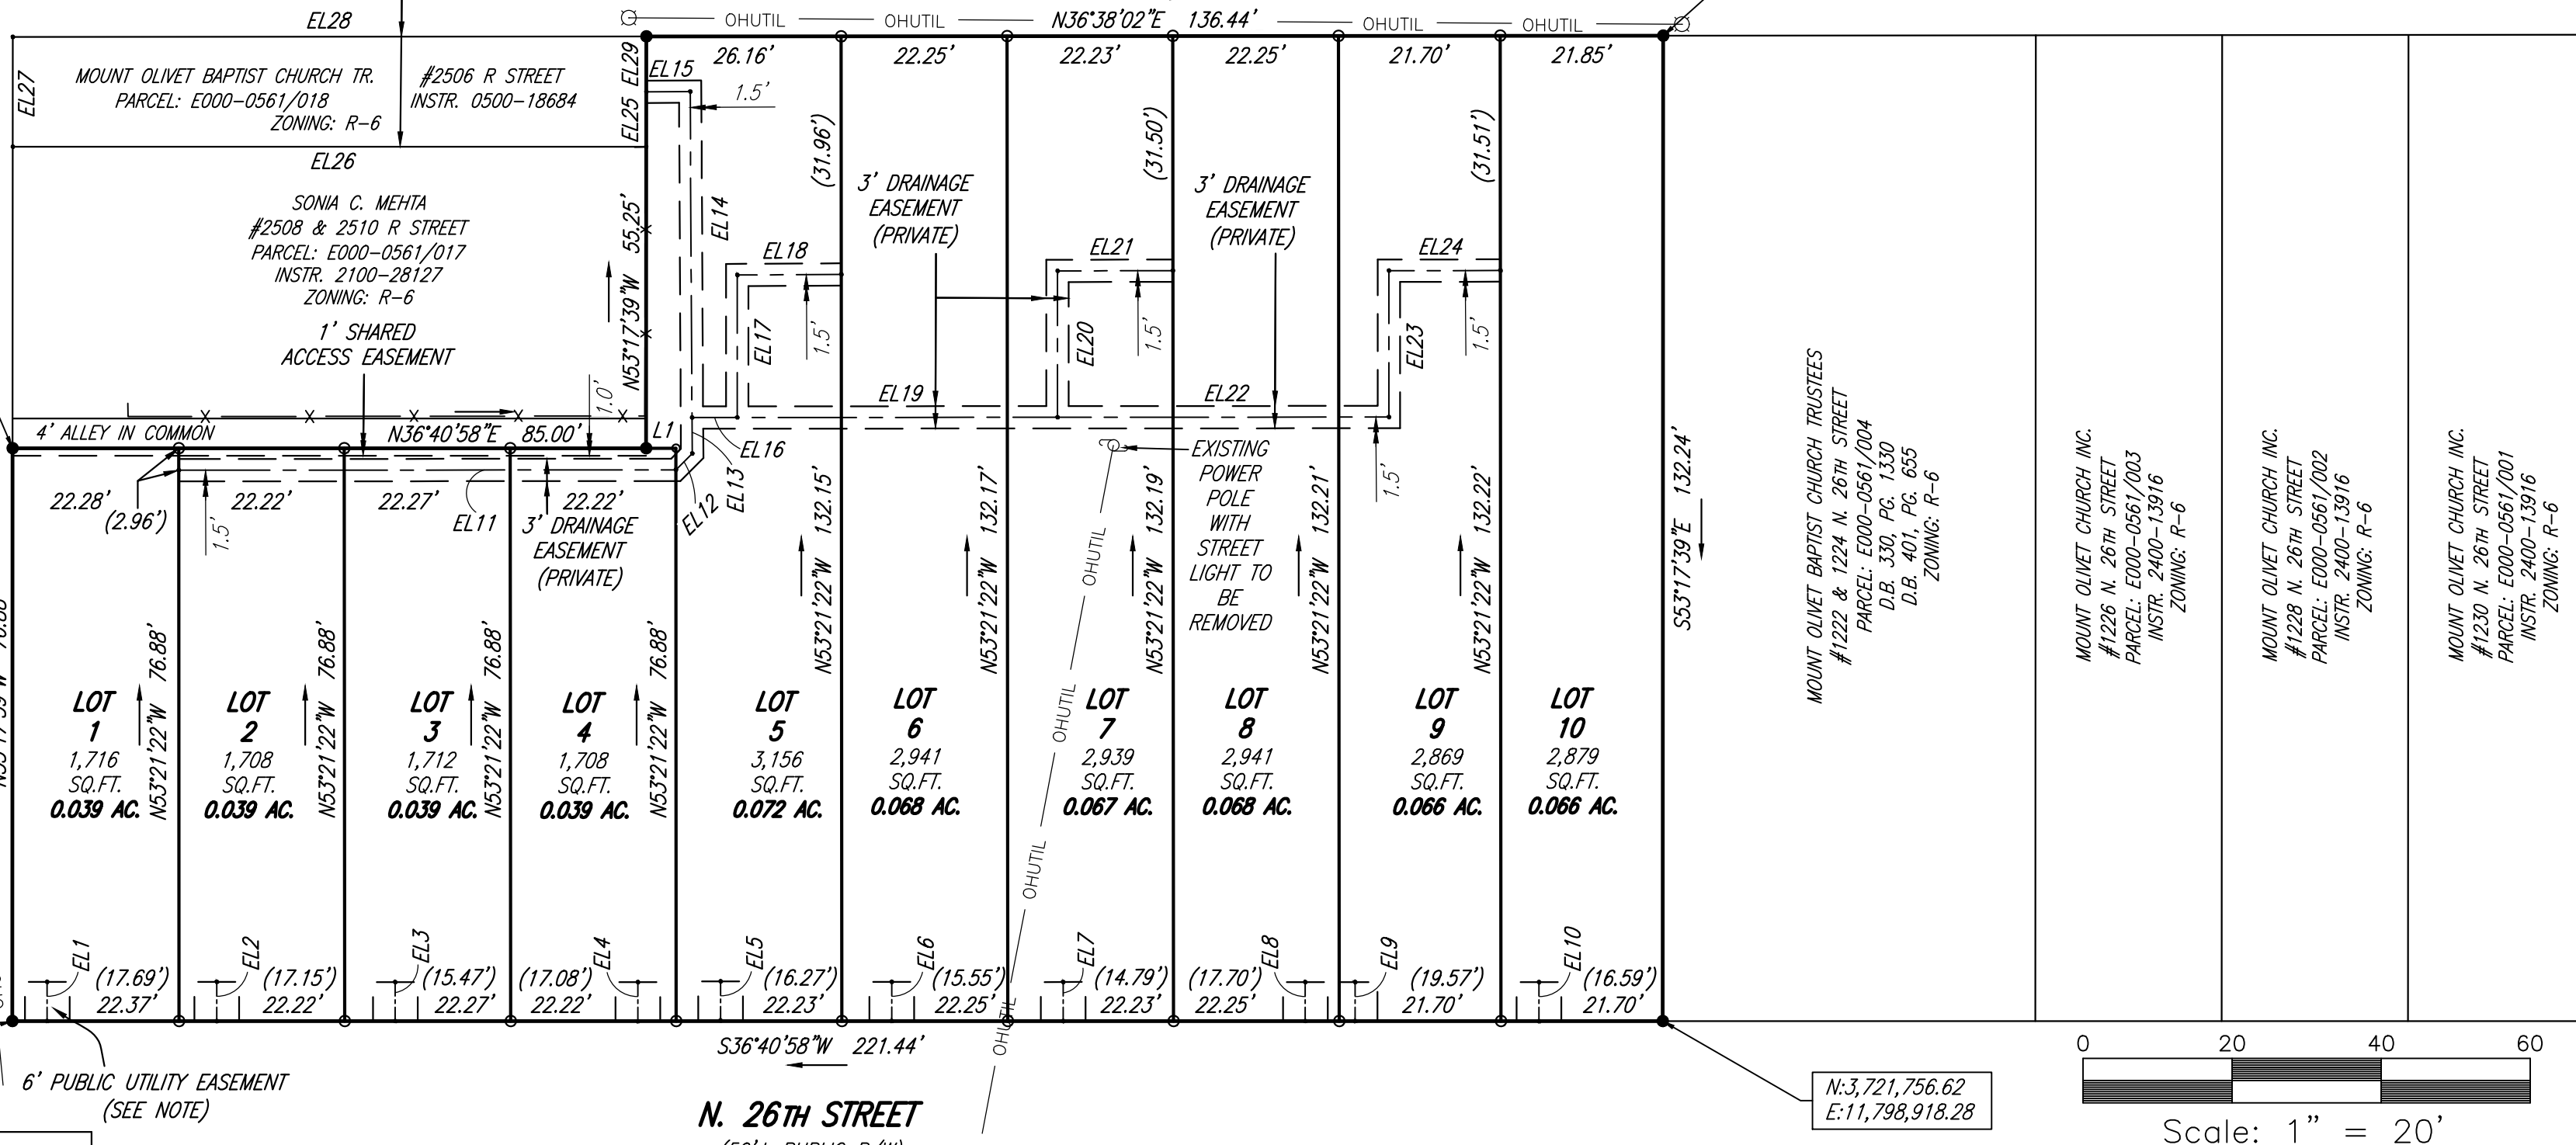 EL28
OHUTIL
OHUTIL
N36°38'02"E 136.44'
OHUTIL
OHUTIL
EL27
MOUNT OLIVET BAPTIST CHURCH TR.
PARCEL: E000-0561/018
ZONING: R-6
#2506 R STREET
INSTR. 0500-18684
EL29
EL25
EL15
1.5'
26.16'
22.25'
22.23'
22.25'
21.70'
21.85'
EL26
SONIA C. MEHTA
#2508 & 2510 R STREET
PARCEL: E000-0561/017
INSTR. 2100-28127
ZONING: R-6
1' SHARED
ACCESS EASEMENT
1.0'
N53°17'39"W 55.25'
EL14
(31.96')
(31.50')
(31.51')
3' DRAINAGE
EASEMENT
(PRIVATE)
3' DRAINAGE
EASEMENT
(PRIVATE)
EL18
EL17
1.5'
EL21
EL20
1.5'
EL24
EL23
1.5'
EL19
EL22
1.5'
4' ALLEY IN COMMON
N36°40'58"E 85.00'
L1
EL16
EL13
EL12
EL11
22.28'
(2.96')
22.22'
1.5'
22.27'
22.22'
3' DRAINAGE
EASEMENT
(PRIVATE)
EXISTING
POWER
POLE
WITH
STREET
LIGHT TO
BE
REMOVED
OHUTIL
OHUTIL
OHUTIL
OHUTIL
OHUTIL
N53°21'22"W 76.88'
N53°21'22"W 76.88'
N53°21'22"W 76.88'
N53°21'22"W 76.88'
N53°21'22"W 132.15'
N53°21'22"W 132.17'
N53°21'22"W 132.19'
N53°21'22"W 132.21'
N53°21'22"W 132.22'
S53°17'39"E 132.24'
LOT
1
1,716
SQ.FT.
0.039 AC.
LOT
2
1,708
SQ.FT.
0.039 AC.
LOT
3
1,712
SQ.FT.
0.039 AC.
LOT
4
1,708
SQ.FT.
0.039 AC.
LOT
5
3,156
SQ.FT.
0.072 AC.
LOT
6
2,941
SQ.FT.
0.068 AC.
LOT
7
2,939
SQ.FT.
0.067 AC.
LOT
8
2,941
SQ.FT.
0.068 AC.
LOT
9
2,869
SQ.FT.
0.066 AC.
LOT
10
2,879
SQ.FT.
0.066 AC.
MOUNT OLIVET BAPTIST CHURCH TRUSTEES
#1222 & 1224 N. 26TH STREET
PARCEL: E000-0561/004
D.B. 330, PG. 1330
D.B. 401, PG. 655
ZONING: R-6
MOUNT OLIVET CHURCH INC.
#1226 N. 26TH STREET
PARCEL: E000-0561/003
INSTR. 2400-13916
ZONING: R-6
MOUNT OLIVET CHURCH INC.
#1228 N. 26TH STREET
PARCEL: E000-0561/002
INSTR. 2400-13916
ZONING: R-6
MOUNT OLIVET CHURCH INC.
#1230 N. 26TH STREET
PARCEL: E000-0561/001
INSTR. 2400-13916
ZONING: R-6
EL1
(17.69')
22.37'
EL2
(17.15')
22.22'
EL3
(15.47')
22.27'
EL4
(17.08')
22.22'
EL5
(16.27')
22.23'
EL6
(15.55')
22.25'
EL7
(14.79')
22.23'
EL8
(17.70')
22.25'
EL9
(19.57')
21.70'
EL10
(16.59')
21.70'
S36°40'58"W 221.44'
6' PUBLIC UTILITY EASEMENT
(SEE NOTE)
N. 26TH STREET
N:3,721,756.62
E:11,798,918.28
0 20 40 60
Scale: 1" = 20'